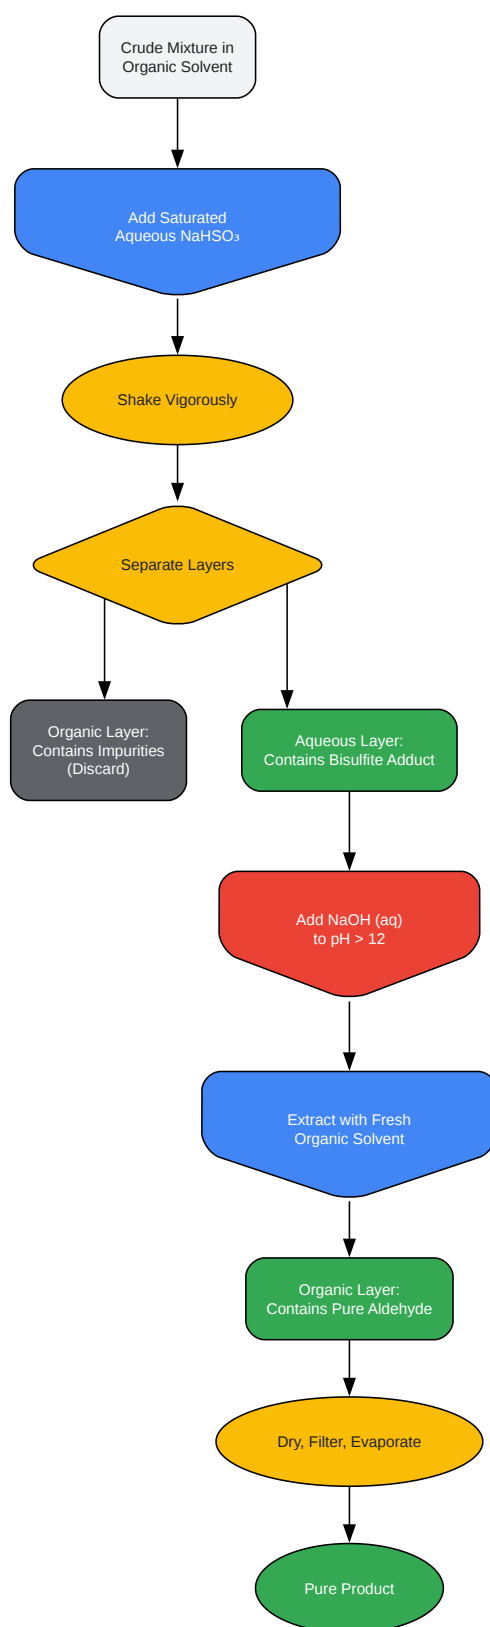 Crude Mixture in
Organic Solvent
Add Saturated
Aqueous NaHSO₃
Shake Vigorously
Separate Layers
Organic Layer:
Contains Impurities
(Discard)
Aqueous Layer:
Contains Bisulfite Adduct
Add NaOH (aq)
to pH > 12
Extract with Fresh
Organic Solvent
Organic Layer:
Contains Pure Aldehyde
Dry, Filter, Evaporate
Pure Product